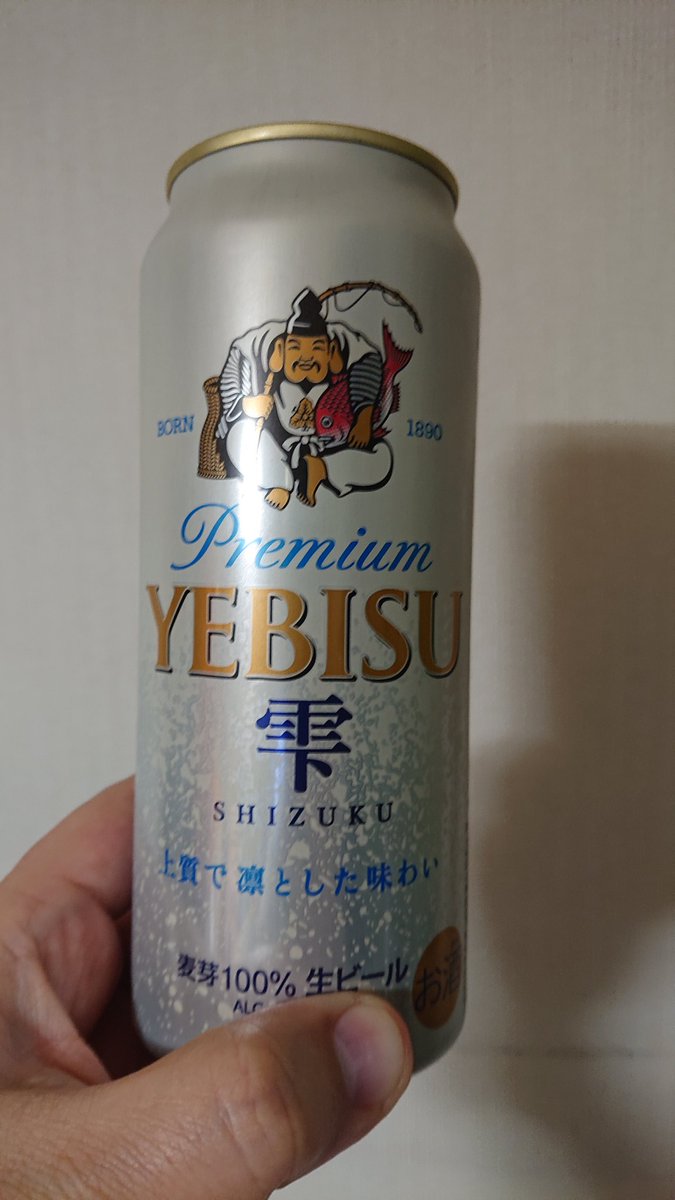 BORN
1890
Premium
YEBISU
雫
SHIZUKU
上質で凛とした味わい
麦芽100% 生ビール
ALC.
お酒